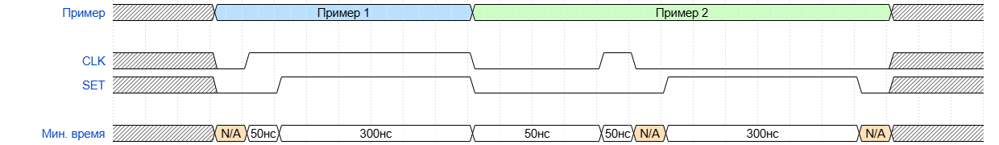 Пример Пример 1 Пример 2
CLK
SET
Мин. время N/A 50нс 300нс 50нс 50нс N/A 300нс N/A